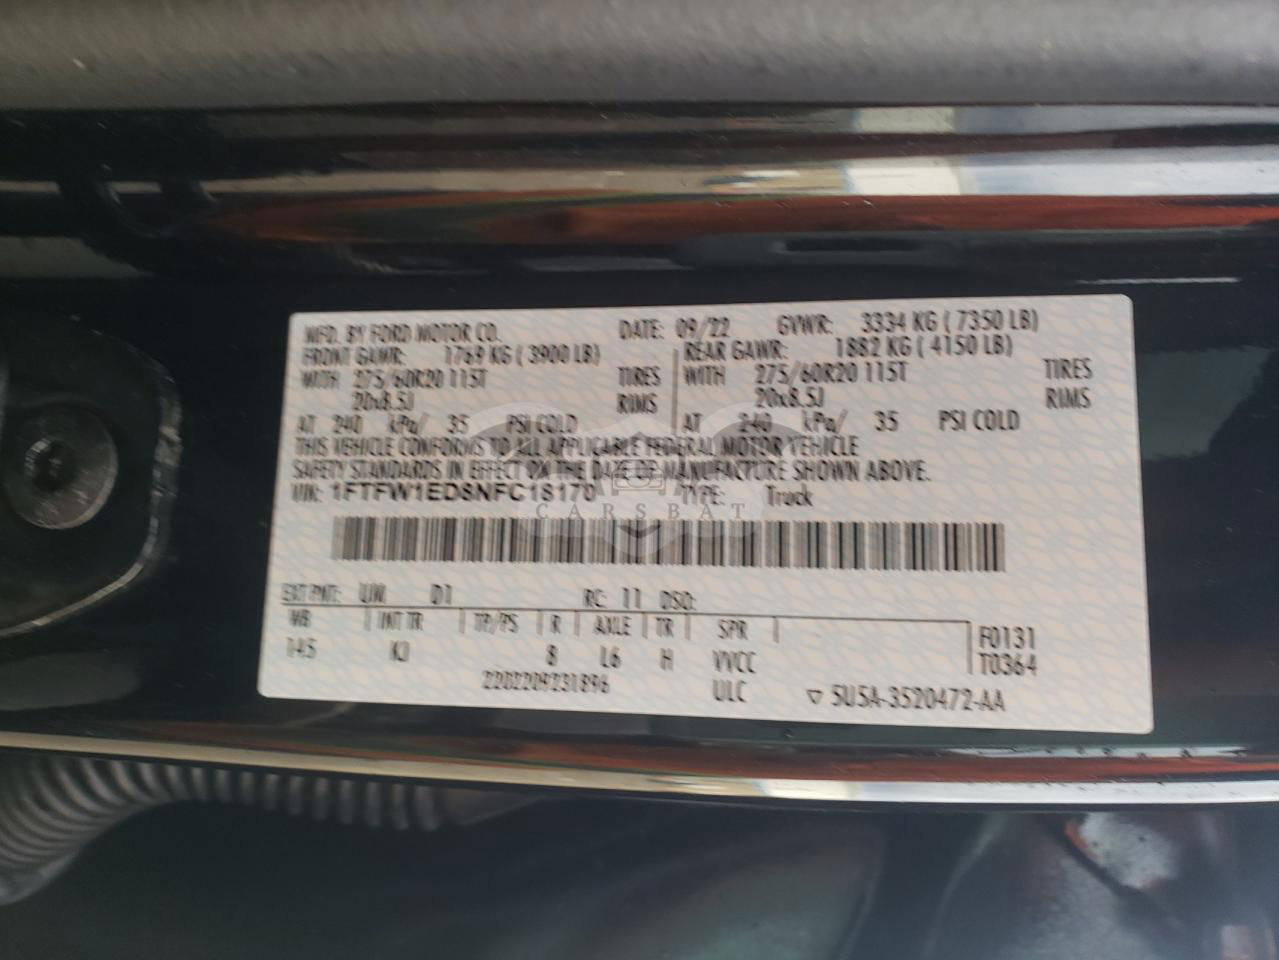 MFD. BY FORD MOTOR CO. DATE: 09/22 GVWR: 3334 KG ( 7350 LB)
FRONT GAWR: 1769 KG ( 3900 LB) REAR GAWR: 1882 KG ( 4150 LB)
WITH 275/60R20 115T TIRES WITH 275/60R20 115T TIRES
20x8.5J RIMS 20x8.5J RIMS
AT 240 kPa/ 35 PSI COLD AT 240 kPa/ 35 PSI COLD
THIS VEHICLE CONFORMS TO ALL APPLICABLE FEDERAL MOTOR VEHICLE
SAFETY STANDARDS IN EFFECT ON THE DATE OF MANUFACTURE SHOWN ABOVE.
VIN: 1FTFW1ED8NFC18170 TYPE: Truck
CARSBAT
EXT PNT: UM D1 RC: 11 DSO:
WB INT TR TP/PS R AXLE TR SPR F0131
145 KJ 8 L6 H VVCC T0364
2202209231896 ULC ▽ 5U5A-3520472-AA